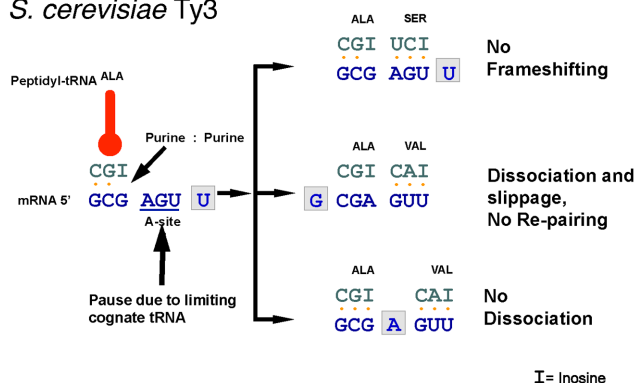 S. cerevisiae Ty3
Peptidyl-tRNA ALA
Purine : Purine
CGI
mRNA 5' GCG AGU U
A-site
Pause due to limiting
cognate tRNA
ALA SER
CGI UCI
GCG AGU U
No
Frameshifting
ALA VAL
CGI CAI
G CGA GUU
Dissociation and
slippage,
No Re-pairing
ALA VAL
CGI CAI
GCG A GUU
No
Dissociation
I= Inosine